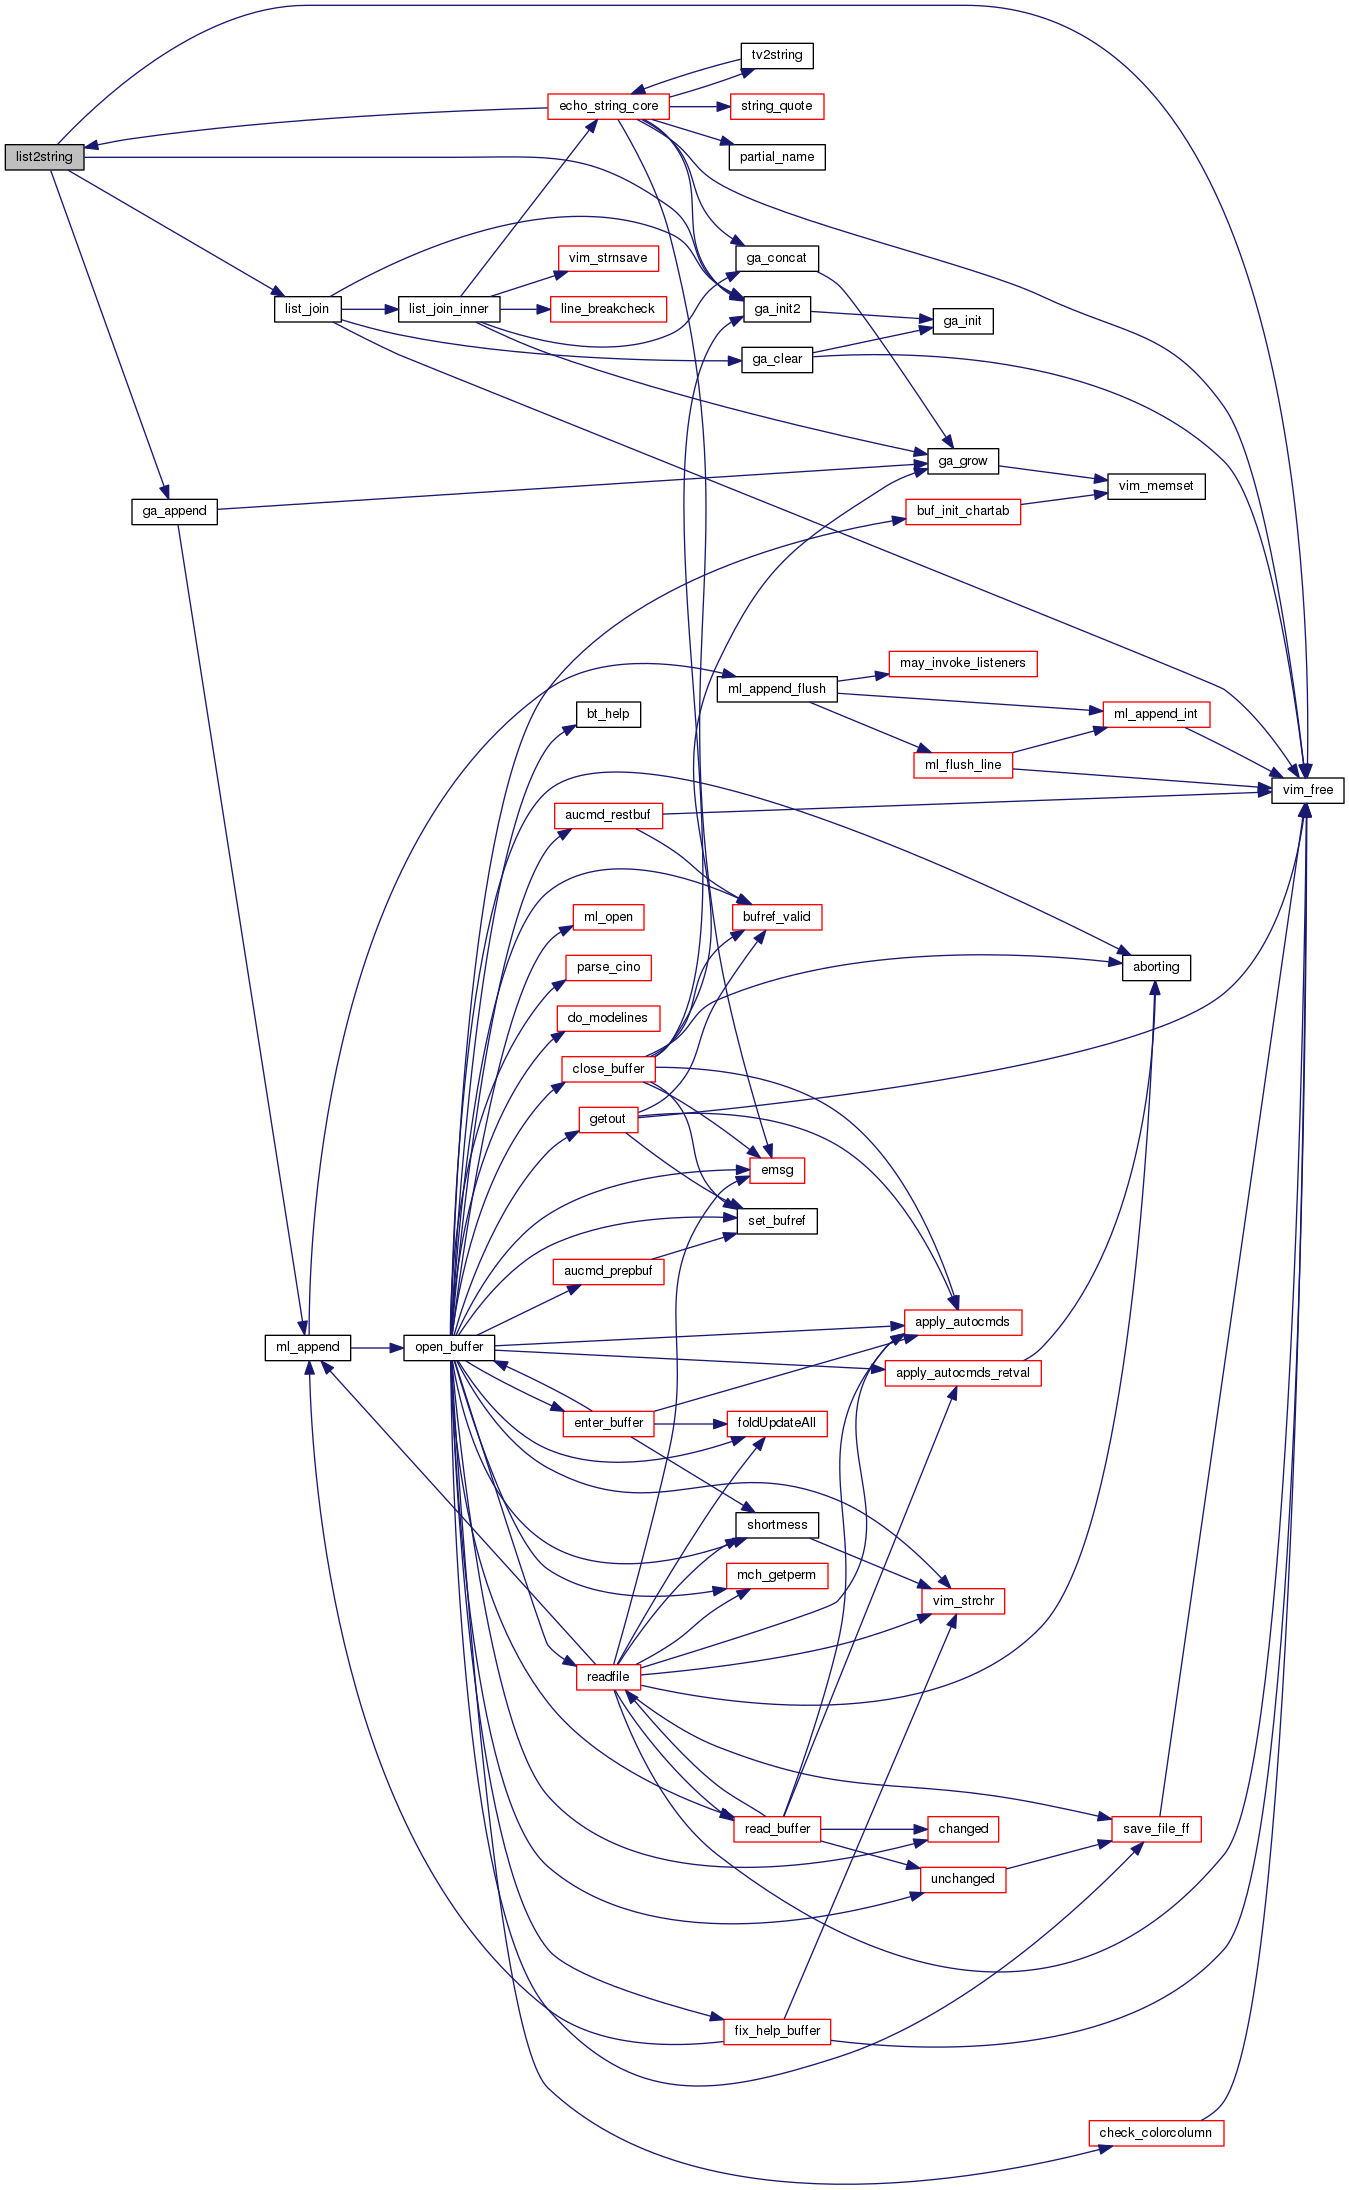 tv2string
echo_string_core
string_quote
list2string
partial_name
ga_concat
vim_strnsave
list_join
list_join_inner
line_breakcheck
ga_init2
ga_init
ga_clear
ga_grow
vim_memset
ga_append
buf_init_chartab
may_invoke_listeners
ml_append_flush
bt_help
ml_append_int
ml_flush_line
vim_free
aucmd_restbuf
ml_open
bufref_valid
parse_cino
aborting
do_modelines
close_buffer
getout
emsg
set_bufref
aucmd_prepbuf
apply_autocmds
ml_append
open_buffer
apply_autocmds_retval
enter_buffer
foldUpdateAll
shortmess
mch_getperm
vim_strchr
readfile
read_buffer
changed
save_file_ff
unchanged
fix_help_buffer
check_colorcolumn